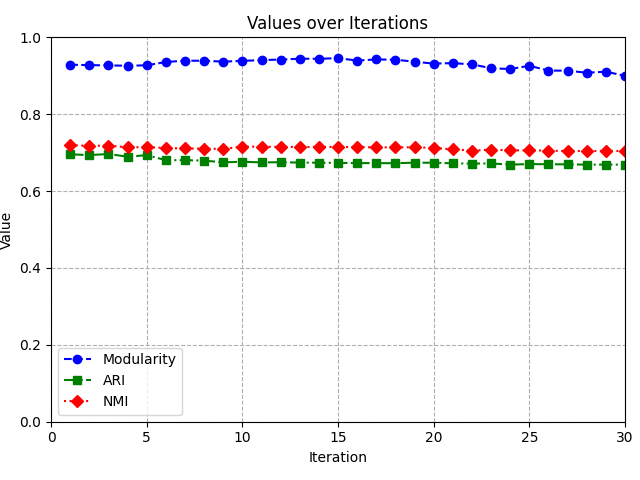 Values over Iterations
Value
1.0
0.8
0.6
0.4
0.2
0.0
Modularity
ARI
NMI
0 5 10 15 20 25 30
Iteration